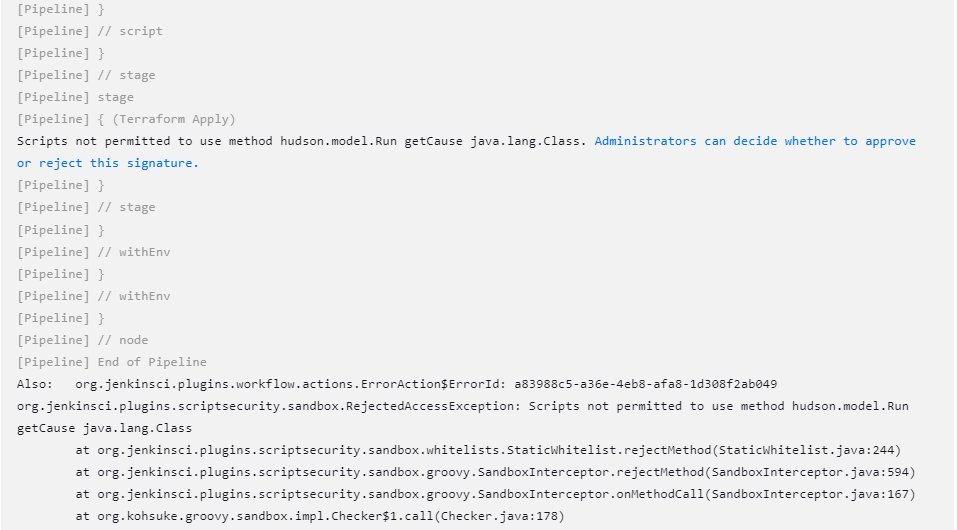 [Pipeline] }
[Pipeline] // script
[Pipeline] }
[Pipeline] // stage
[Pipeline] stage
[Pipeline] { (Terraform Apply)
Scripts not permitted to use method hudson.model.Run getCause java.lang.Class. Administrators can decide whether to approve
or reject this signature.
[Pipeline] }
[Pipeline] // stage
[Pipeline] }
[Pipeline] // withEnv
[Pipeline] }
[Pipeline] // withEnv
[Pipeline] }
[Pipeline] // node
[Pipeline] End of Pipeline
Also:   org.jenkinsci.plugins.workflow.actions.ErrorAction$ErrorId: a83988c5-a36e-4eb8-afa8-1d308f2ab049
org.jenkinsci.plugins.scriptsecurity.sandbox.RejectedAccessException: Scripts not permitted to use method hudson.model.Run
getCause java.lang.Class
        at org.jenkinsci.plugins.scriptsecurity.sandbox.whitelists.StaticWhitelist.rejectMethod(StaticWhitelist.java:244)
        at org.jenkinsci.plugins.scriptsecurity.sandbox.groovy.SandboxInterceptor.rejectMethod(SandboxInterceptor.java:594)
        at org.jenkinsci.plugins.scriptsecurity.sandbox.groovy.SandboxInterceptor.onMethodCall(SandboxInterceptor.java:167)
        at org.kohsuke.groovy.sandbox.impl.Checker$1.call(Checker.java:178)